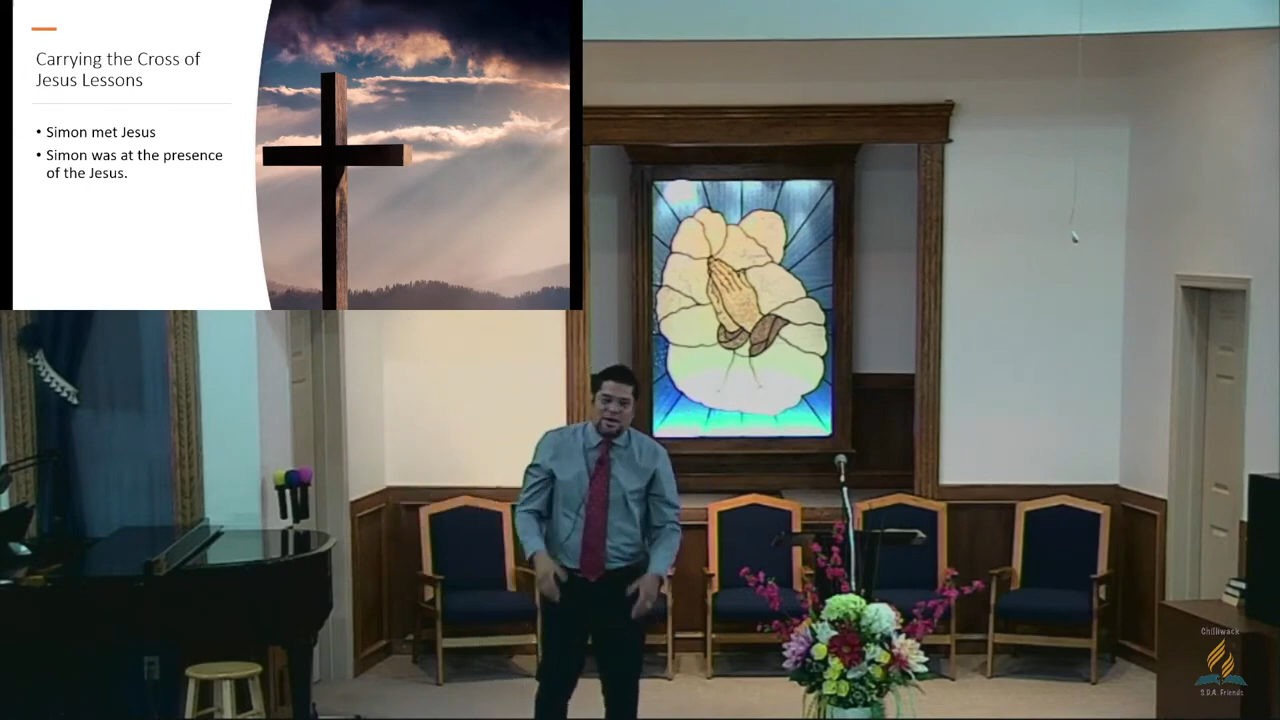 Carrying the Cross of
Jesus Lessons
• Simon met Jesus
• Simon was at the presence
of the Jesus.
Chilliwack
S.D.A. Friends